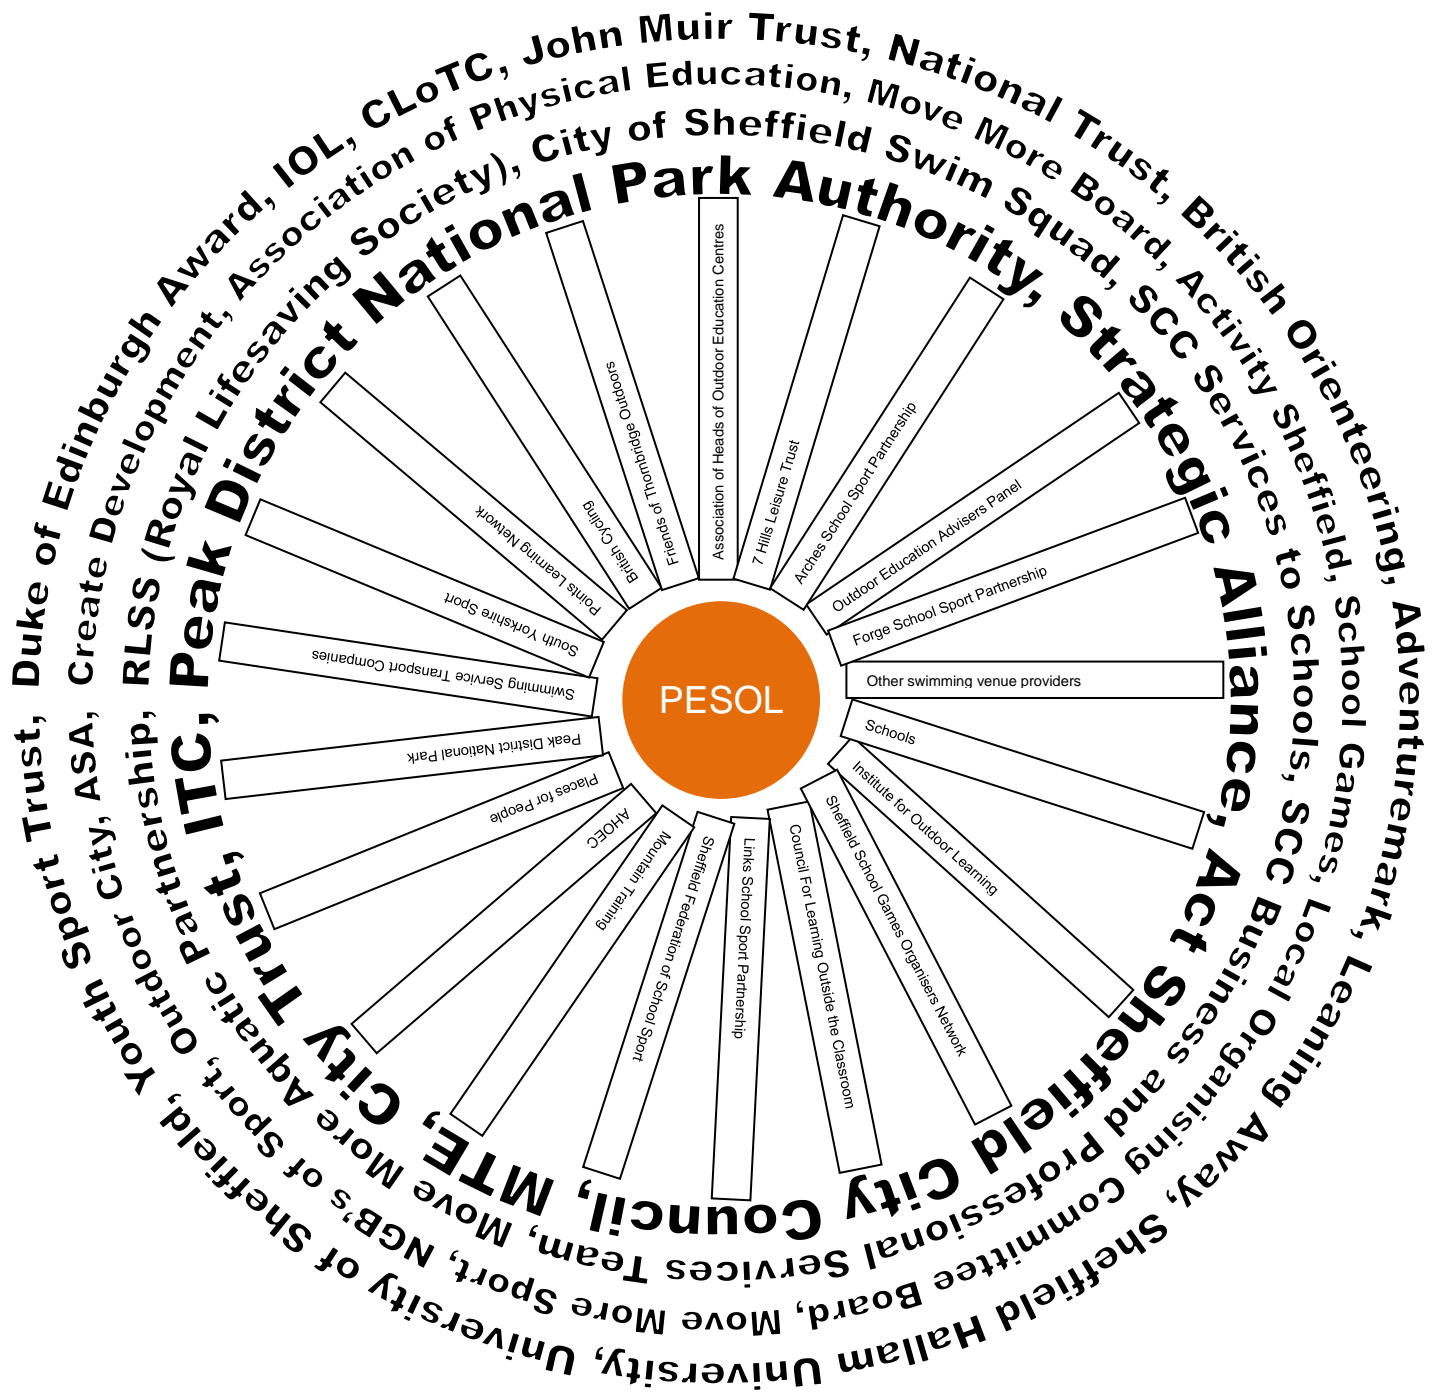 Duke of Edinburgh Award, IOL, CLoTC, John Muir Trust, National Trust, British Orienteering, Adventuremark, Leaning Away, Sheffield Hallam University, University of Sheffield, Youth Sport Trust,
Create Development, Association of Physical Education, Move More Board, Activity Sheffield, School Games, Local Organising Committee Board, Move More Sport, NGB's of Sport, Outdoor City, ASA,
RLSS (Royal Lifesaving Society), City of Sheffield Swim Squad, SCC Services to Schools, SCC Business and Professional Services Team, Move More Aquatic Partnership,
Peak District National Park Authority, Strategic Alliance, Act Sheffield City Council, MTE, City Trust, ITC,
Association of Heads of Outdoor Education Centres
7 Hills Leisure Trust
Arches School Sport Partnership
Outdoor Education Advisers Panel
Forge School Sport Partnership
Other swimming venue providers
Schools
Institute for Outdoor Learning
Sheffield School Games Organisers Network
Council For Learning Outside the Classroom
Links School Sport Partnership
Sheffield Federation of School Sport
Mountain Training
AHOEC
Places for People
Peak District National Park
Swimming Transport Service Companies
South Yorkshire Sport
Points Learning Network
British Cycling
Friends of Thornbridge Outdoors
PESOL